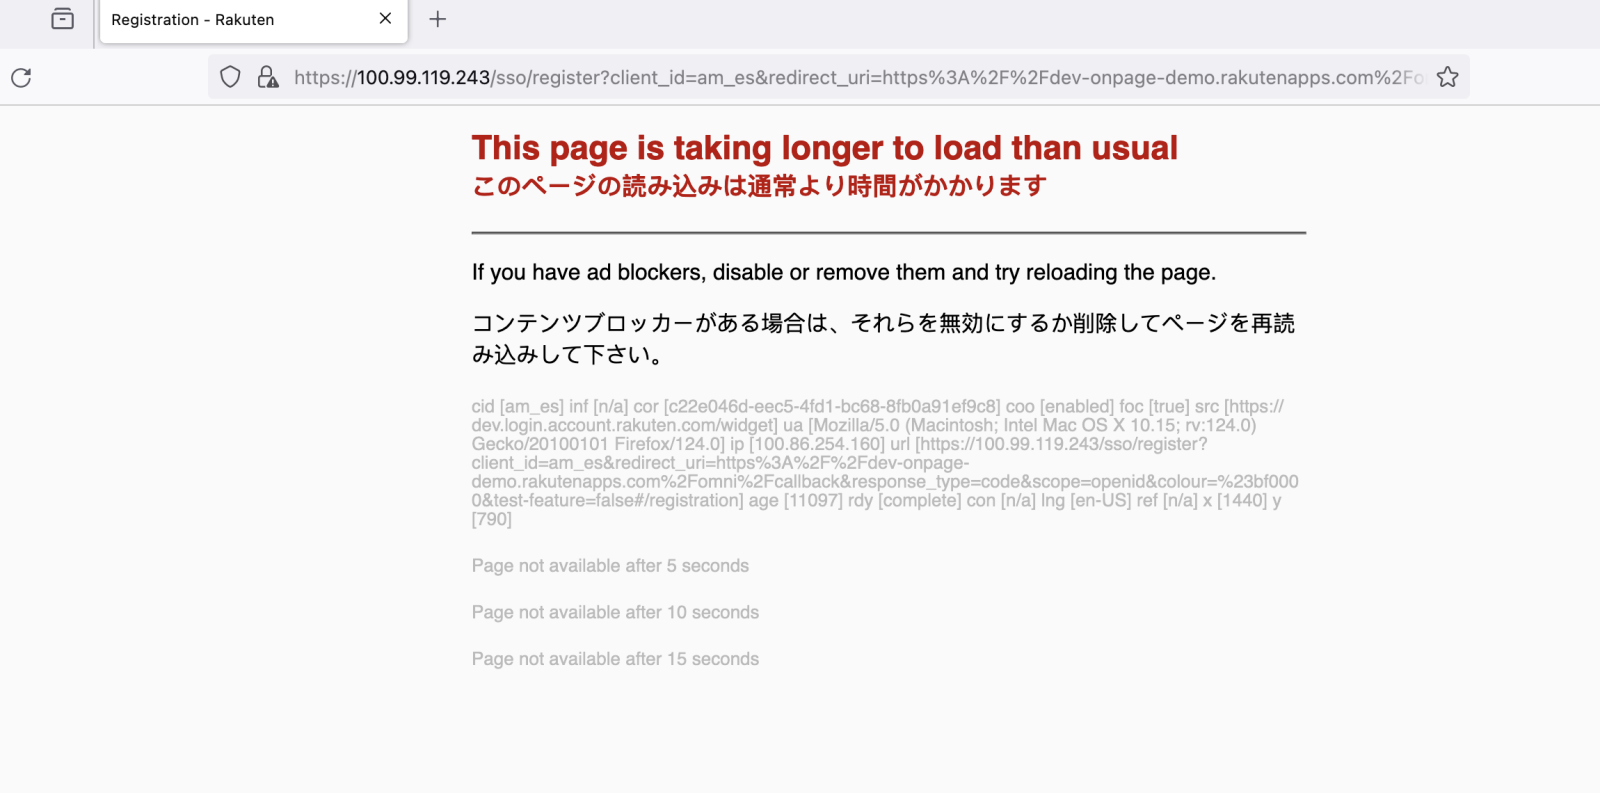 Registration - Rakuten
https://100.99.119.243/sso/register?client_id=am_es&redirect_uri=https%3A%2F%2Fdev-onpage-demo.rakutenapps.com%2Fo
This page is taking longer to load than usual
このページの読み込みは通常より時間がかかります
If you have ad blockers, disable or remove them and try reloading the page.
コンテンツブロッカーがある場合は、それらを無効にするか削除してページを再読
み込みして下さい。
cid [am_es] inf [n/a] cor [c22e046d-eec5-4fd1-bc68-8fb0a91ef9c8] coo [enabled] foc [true] src [https://
dev.login.account.rakuten.com/widget] ua [Mozilla/5.0 (Macintosh; Intel Mac OS X 10.15; rv:124.0)
Gecko/20100101 Firefox/124.0] ip [100.86.254.160] url [https://100.99.119.243/sso/register?
client_id=am_es&redirect_uri=https%3A%2F%2Fdev-onpage-
demo.rakutenapps.com%2Fomni%2Fcallback&response_type=code&scope=openid&colour=%23bf000
0&test-feature=false#/registration] age [11097] rdy [complete] con [n/a] lng [en-US] ref [n/a] x [1440] y
[790]
Page not available after 5 seconds
Page not available after 10 seconds
Page not available after 15 seconds